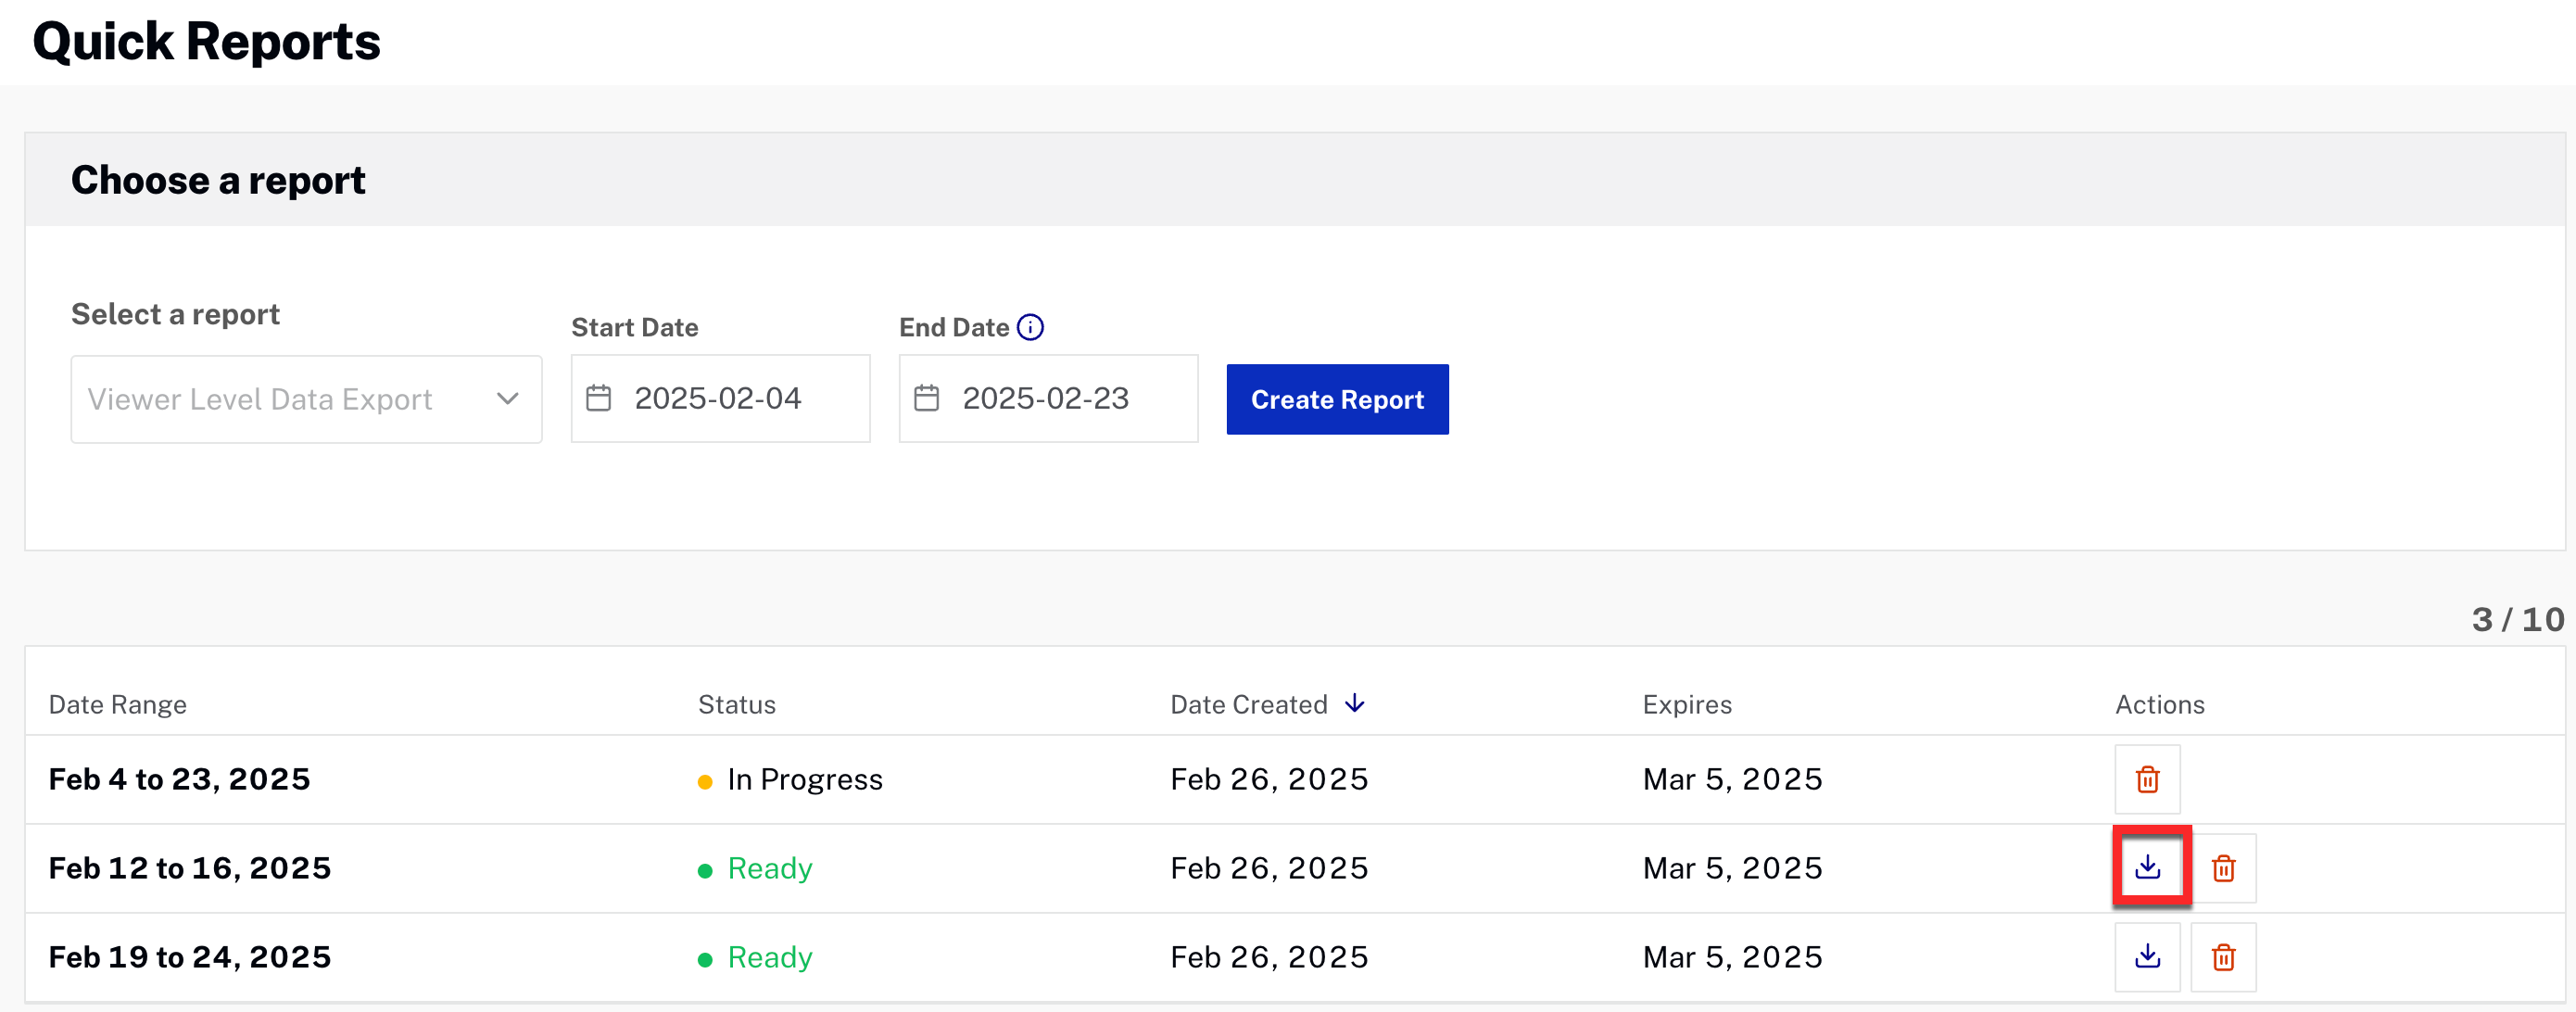 Quick Reports
Choose a report
Select a report
Start Date
End Date
Viewer Level Data Export
2025-02-04
2025-02-23
Create Report
3 / 10
Date Range Status Date Created Expires Actions
Feb 4 to 23, 2025 In Progress Feb 26, 2025 Mar 5, 2025
Feb 12 to 16, 2025 Ready Feb 26, 2025 Mar 5, 2025
Feb 19 to 24, 2025 Ready Feb 26, 2025 Mar 5, 2025